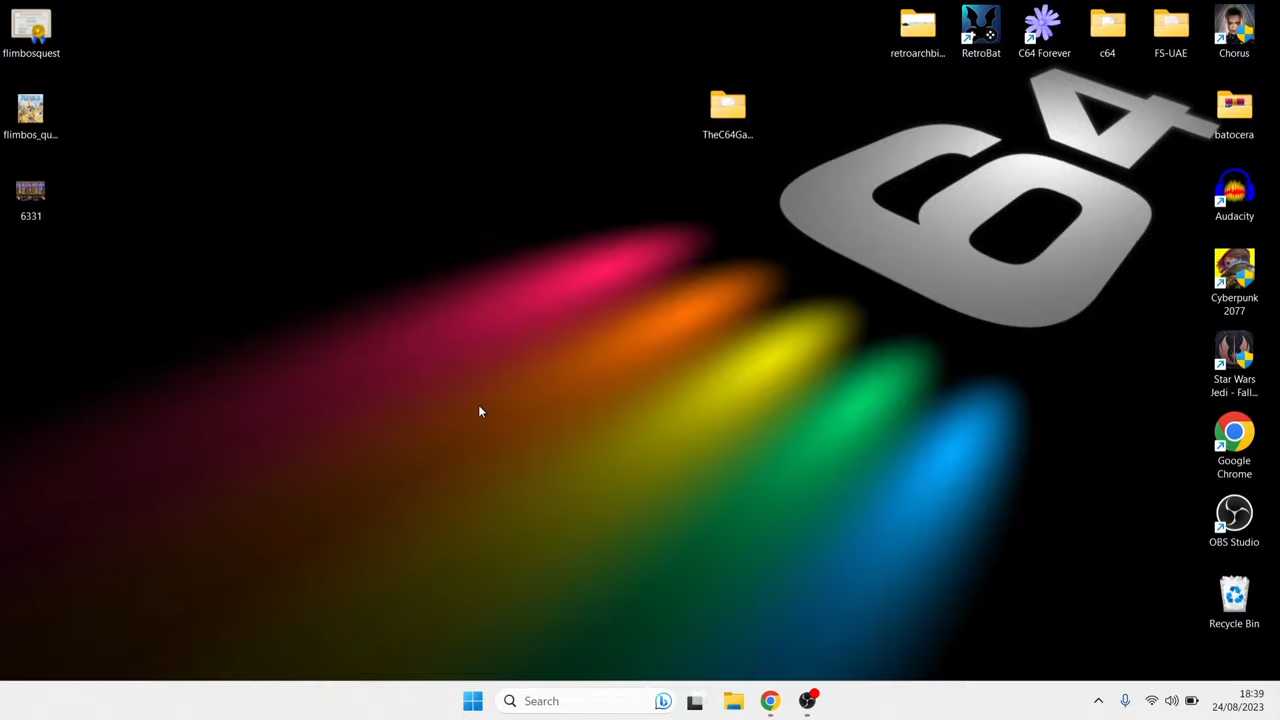 flimbosquest
flimbos_qu...
6331
retroarchbi...
RetroBat
C64 Forever
c64
FS-UAE
Chorus
TheC64Ga...
64
batocera
Audacity
Cyberpunk
2077
Star Wars
Jedi - Fall...
Google
Chrome
OBS Studio
Recycle Bin
Search
18:39
24/08/2023